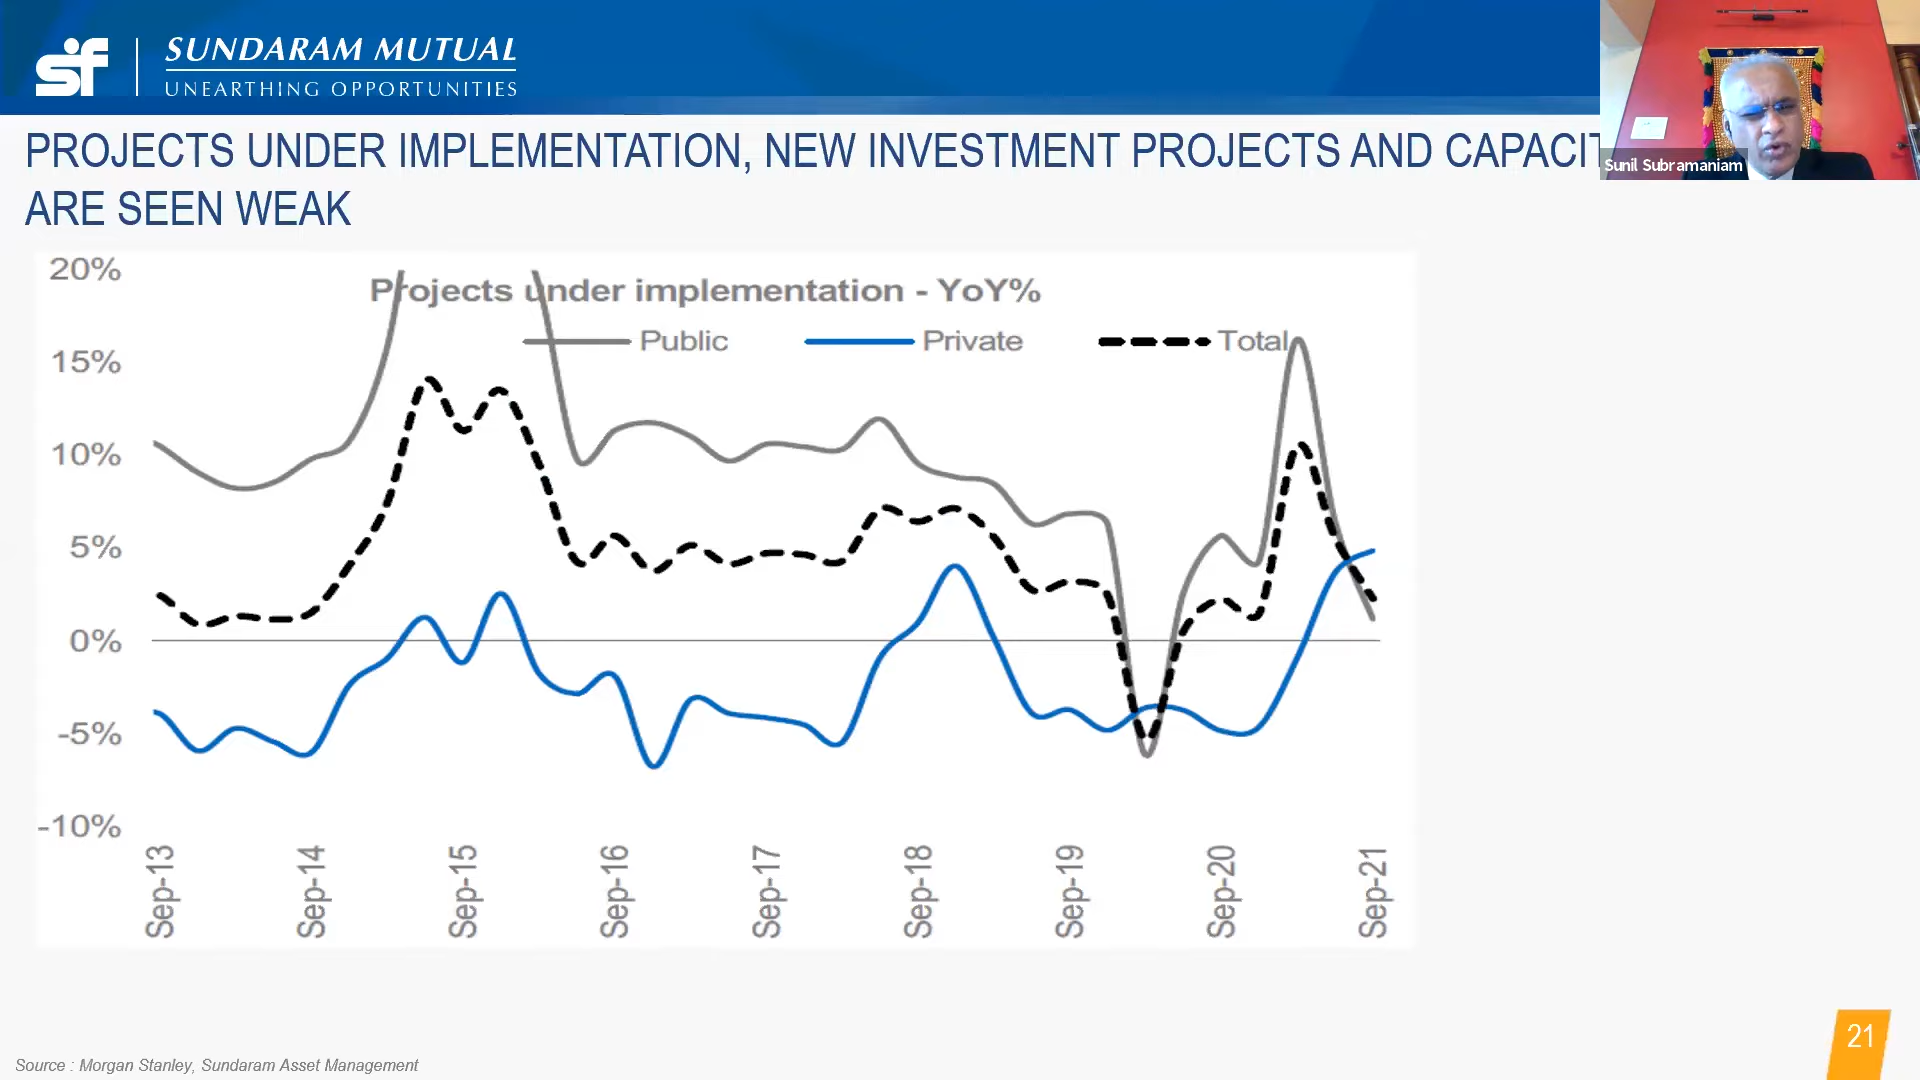 sf
SUNDARAM MUTUAL
UNEARTHING OPPORTUNITIES
Sunil Subramaniam
PROJECTS UNDER IMPLEMENTATION, NEW INVESTMENT PROJECTS AND CAPACIT
ARE SEEN WEAK
Projects under implementation - YoY%
Public
Private
Total
20%
15%
10%
5%
0%
-5%
-10%
Sep-13
Sep-14
Sep-15
Sep-16
Sep-17
Sep-18
Sep-19
Sep-20
Sep-21
21
Source : Morgan Stanley, Sundaram Asset Management